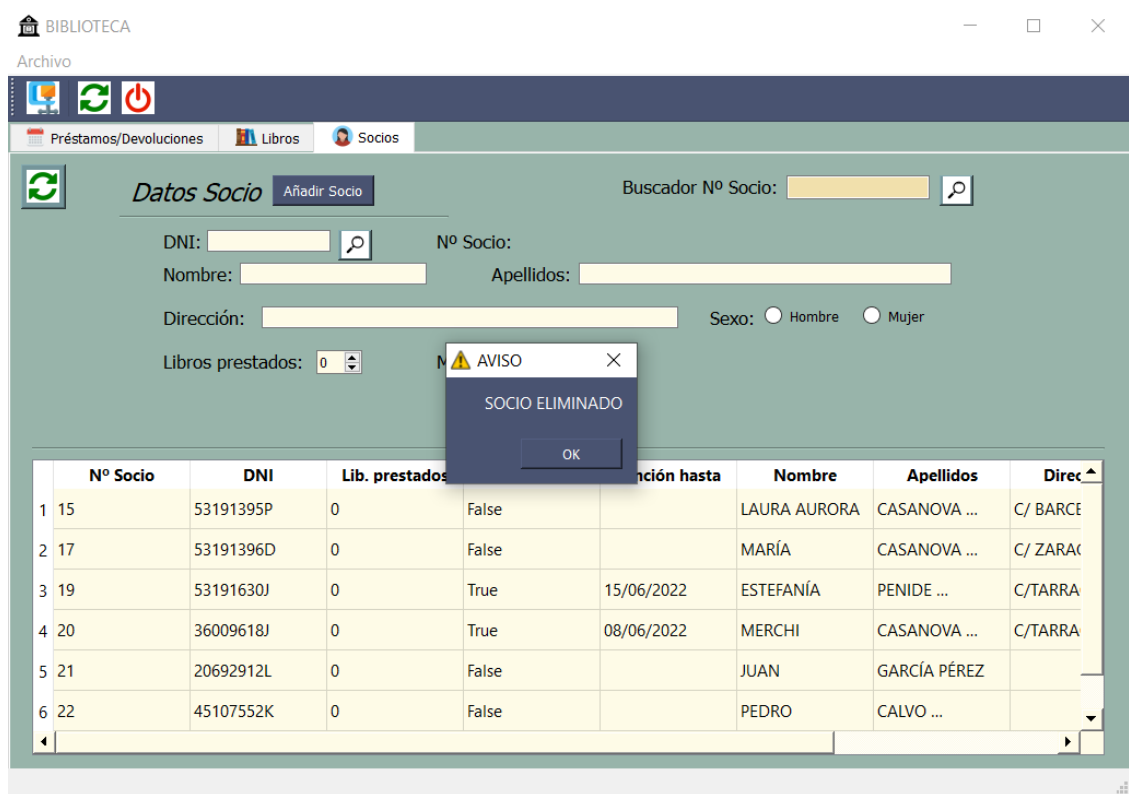 BIBLIOTECA
Archivo
Préstamos/Devoluciones Libros Socios
Datos Socio Añadir Socio Buscador Nº Socio:
DNI: Nº Socio:
Nombre: Apellidos:
Dirección: Sexo: Hombre Mujer
Libros prestados: 0
AVISO
SOCIO ELIMINADO
OK
Nº Socio DNI Lib. prestados hasta Nombre Apellidos
1 15 53191395P 0 False LAURA AURORA CASANOVA ... C/ BARCE
2 17 53191396D 0 False MARÍA CASANOVA ... C/ ZARAG
3 19 53191630J 0 True 15/06/2022 ESTEFANÍA PENIDE ... C/TARRA
4 20 36009618J 0 True 08/06/2022 MERCHI CASANOVA ... C/TARRA
5 21 20692912L 0 False JUAN GARCÍA PÉREZ
6 22 45107552K 0 False PEDRO CALVO ...